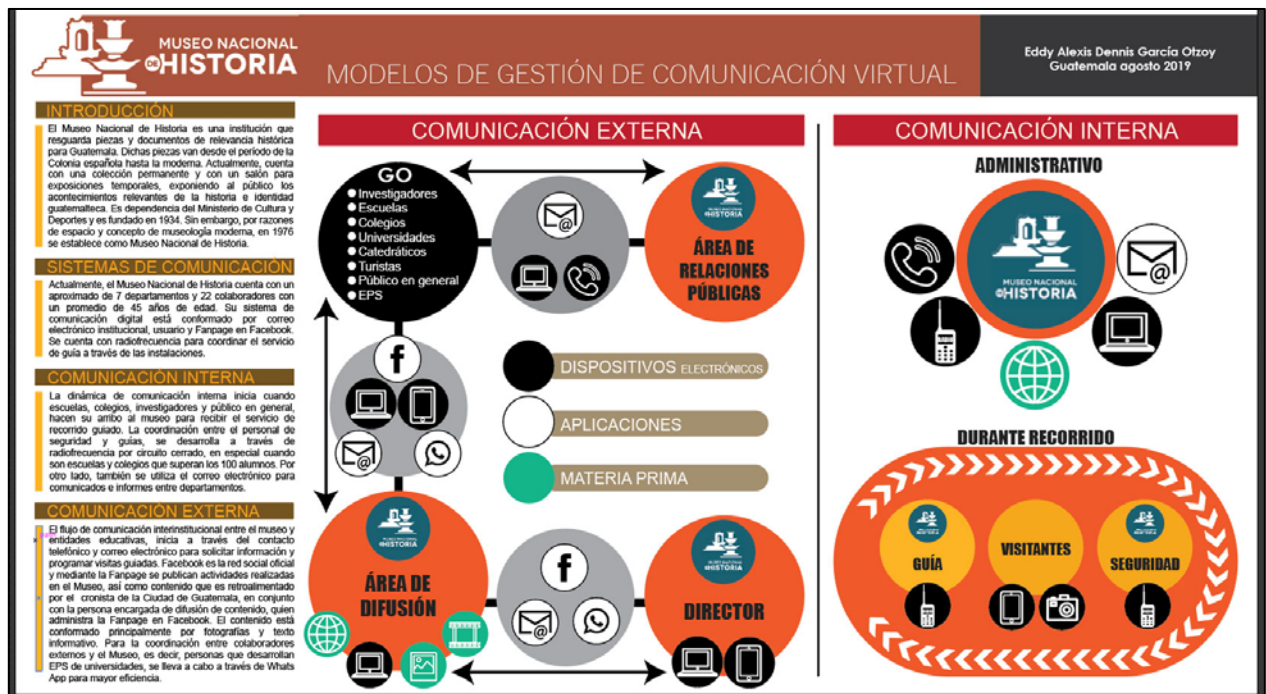 MUSEO NACIONAL
DE HISTORIA
MODELOS DE GESTIÓN DE COMUNICACIÓN VIRTUAL
Eddy Alexis Dennis García Otzoy
Guatemala agosto 2019
INTRODUCCIÓN
El Museo Nacional de Historia es una institución que
resguarda piezas y documentos de relevancia histórica
para Guatemala. Dichas piezas van desde el período de la
Colonia española hasta la moderna. Actualmente, cuenta
con una colección permanente y con un salón para
exposiciones temporales, exponiendo al público los
acontecimientos relevantes de la historia e identidad
guatemalteca. Es dependencia del Ministerio de Cultura y
Deportes y es fundado en 1934. Sin embargo, por razones
de espacio y concepto de museología moderna, en 1976
se establece como Museo Nacional de Historia.
SISTEMAS DE COMUNICACIÓN
Actualmente, el Museo Nacional de Historia cuenta con un
aproximado de 7 departamentos y 22 colaboradores con
un promedio de 45 años de edad. Su sistema de
comunicación digital está conformado por correo
electrónico institucional, usuario y Fanpage en Facebook.
Se cuenta con radiofrecuencia para coordinar el servicio
de guía a través de las instalaciones.
COMUNICACIÓN INTERNA
La dinámica de comunicación interna inicia cuando
escuelas, colegios, investigadores y público en general,
hacen su arribo al museo para recibir el servicio de
recorrido guiado. La coordinación entre el personal de
seguridad y guías, se desarrolla a través de
radiofrecuencia por circuito cerrado, en especial cuando
son escuelas y colegios que superan los 100 alumnos. Por
otro lado, también se utiliza el correo electrónico para
comunicados e informes entre departamentos.
COMUNICACIÓN EXTERNA
El flujo de comunicación interinstitucional entre el museo y
entidades educativas, inicia a través del contacto
telefónico y correo electrónico para solicitar información y
programar visitas guiadas. Facebook es la red social oficial
y mediante la Fanpage se publican actividades realizadas
en el Museo, así como contenido que es retroalimentado
por el cronista de la Ciudad de Guatemala, en conjunto
con la persona encargada de difusión de contenido, quien
administra la Fanpage en Facebook. El contenido está
conformado principalmente por fotografías y texto
informativo. Para la coordinación entre colaboradores
externos y el Museo, es decir, personas que desarrollan
EPS de universidades, se lleva a cabo a través de Whats
App para mayor eficiencia.
COMUNICACIÓN EXTERNA
GO
Investigadores
Escuelas
Colegios
Universidades
Catedráticos
Turistas
Público en general
EPS
HISTORIA
ÁREA DE
RELACIONES
PÚBLICAS
DISPOSITIVOS ELECTRÓNICOS
APLICACIONES
MATERIA PRIMA
HISTORIA
ÁREA DE
DIFUSIÓN
HISTORIA
DIRECTOR
COMUNICACIÓN INTERNA
ADMINISTRATIVO
MUSEO NACIONAL
DE HISTORIA
DURANTE RECORRIDO
HISTORIA
GUÍA
VISITANTES
HISTORIA
SEGURIDAD